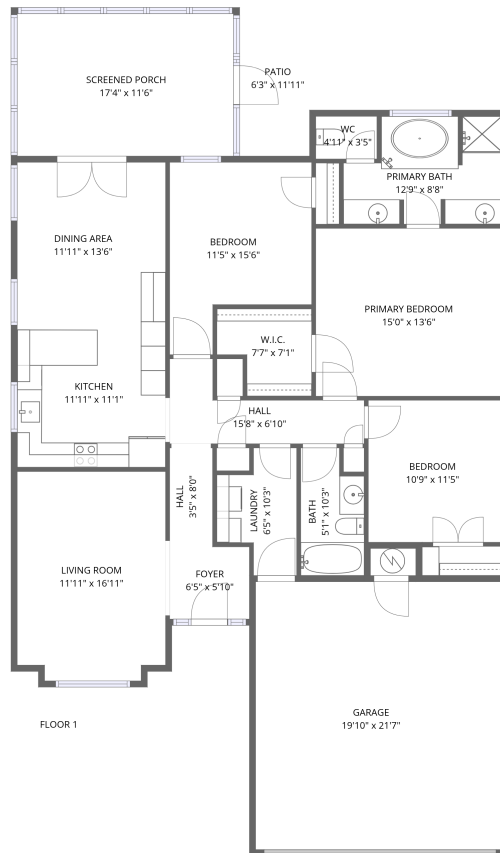 SCREENED PORCH
17'4" x 11'6"
PATIO
6'3" x 11'11"
WC
4'11" x 3'5"
PRIMARY BATH
12'9" x 8'8"
DINING AREA
11'11" x 13'6"
BEDROOM
11'5" x 15'6"
PRIMARY BEDROOM
15'0" x 13'6"
W.I.C.
7'7" x 7'1"
KITCHEN
11'11" x 11'1"
HALL
15'8" x 6'10"
BEDROOM
10'9" x 11'5"
HALL
3'5" x 8'0"
LAUNDRY
6'5" x 10'3"
BATH
5'1" x 10'3"
LIVING ROOM
11'11" x 16'11"
FOYER
6'5" x 5'10"
GARAGE
19'10" x 21'7"
FLOOR 1